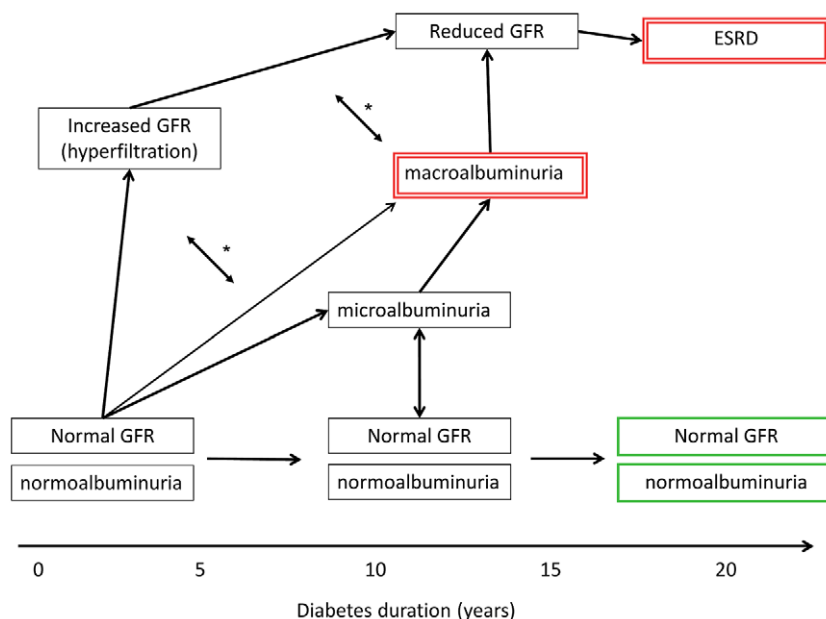 Reduced GFR
ESRD
Increased GFR
(hyperfiltration)
*
macroalbuminuria
*
microalbuminuria
Normal GFR
Normal GFR
Normal GFR
normoalbuminuria
normoalbuminuria
normoalbuminuria
0 5 10 15 20
Diabetes duration (years)